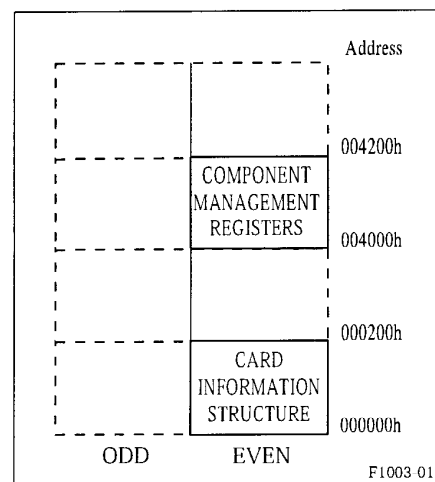 Address
004200h
COMPONENT
MANAGEMENT
REGISTERS
004000h
000200h
CARD
INFORMATION
STRUCTURE
000000h
ODD EVEN
F1003-01